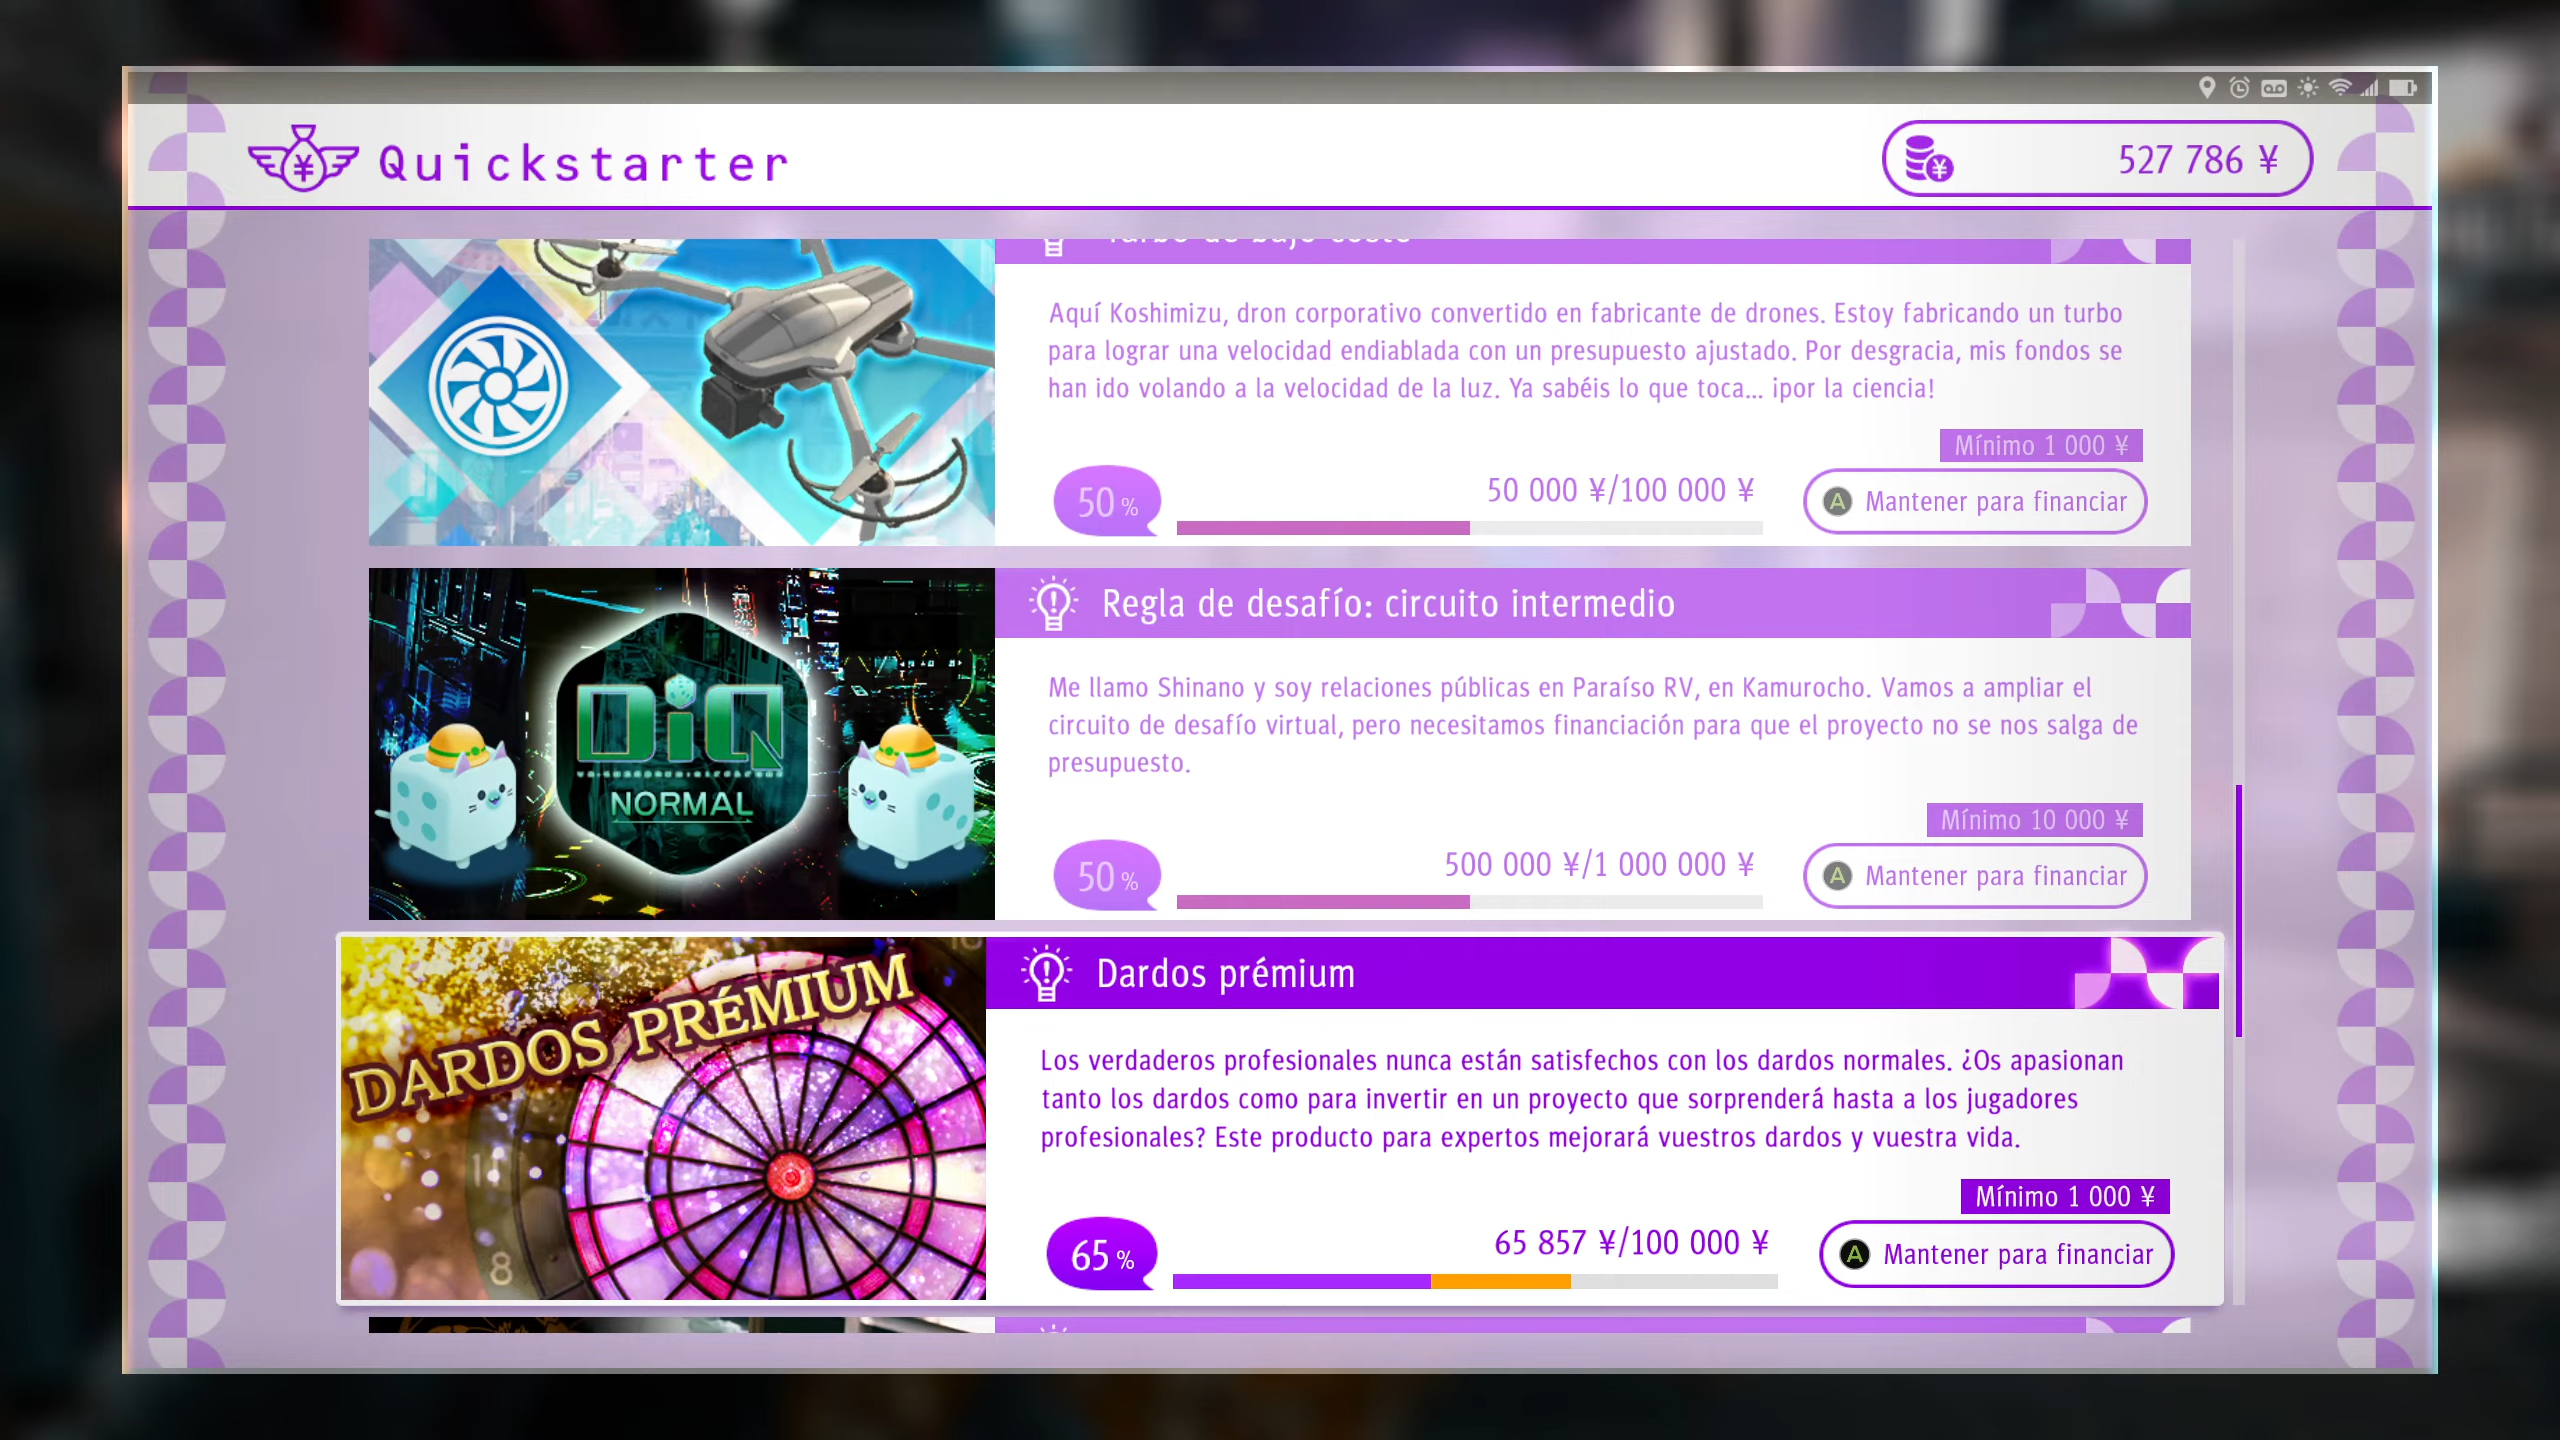 Quickstarter
527 786 ¥
Turbo de bajo coste
Aquí Koshimizu, dron corporativo convertido en fabricante de drones. Estoy fabricando un turbo
para lograr una velocidad endiablada con un presupuesto ajustado. Por desgracia, mis fondos se
han ido volando a la velocidad de la luz. Ya sabéis lo que toca... ¡por la ciencia!
Mínimo 1 000 ¥
50 %
50 000 ¥/100 000 ¥
A Mantener para financiar
DiQ
NORMAL
Regla de desafío: circuito intermedio
Me llamo Shinano y soy relaciones públicas en Paraíso RV, en Kamurocho. Vamos a ampliar el
circuito de desafío virtual, pero necesitamos financiación para que el proyecto no se nos salga de
presupuesto.
Mínimo 10 000 ¥
50 %
500 000 ¥/1 000 000 ¥
A Mantener para financiar
DARDOS PRÉMIUM
8
Dardos prémium
Los verdaderos profesionales nunca están satisfechos con los dardos normales. ¿Os apasionan
tanto los dardos como para invertir en un proyecto que sorprenderá hasta a los jugadores
profesionales? Este producto para expertos mejorará vuestros dardos y vuestra vida.
Mínimo 1 000 ¥
65 %
65 857 ¥/100 000 ¥
A Mantener para financiar